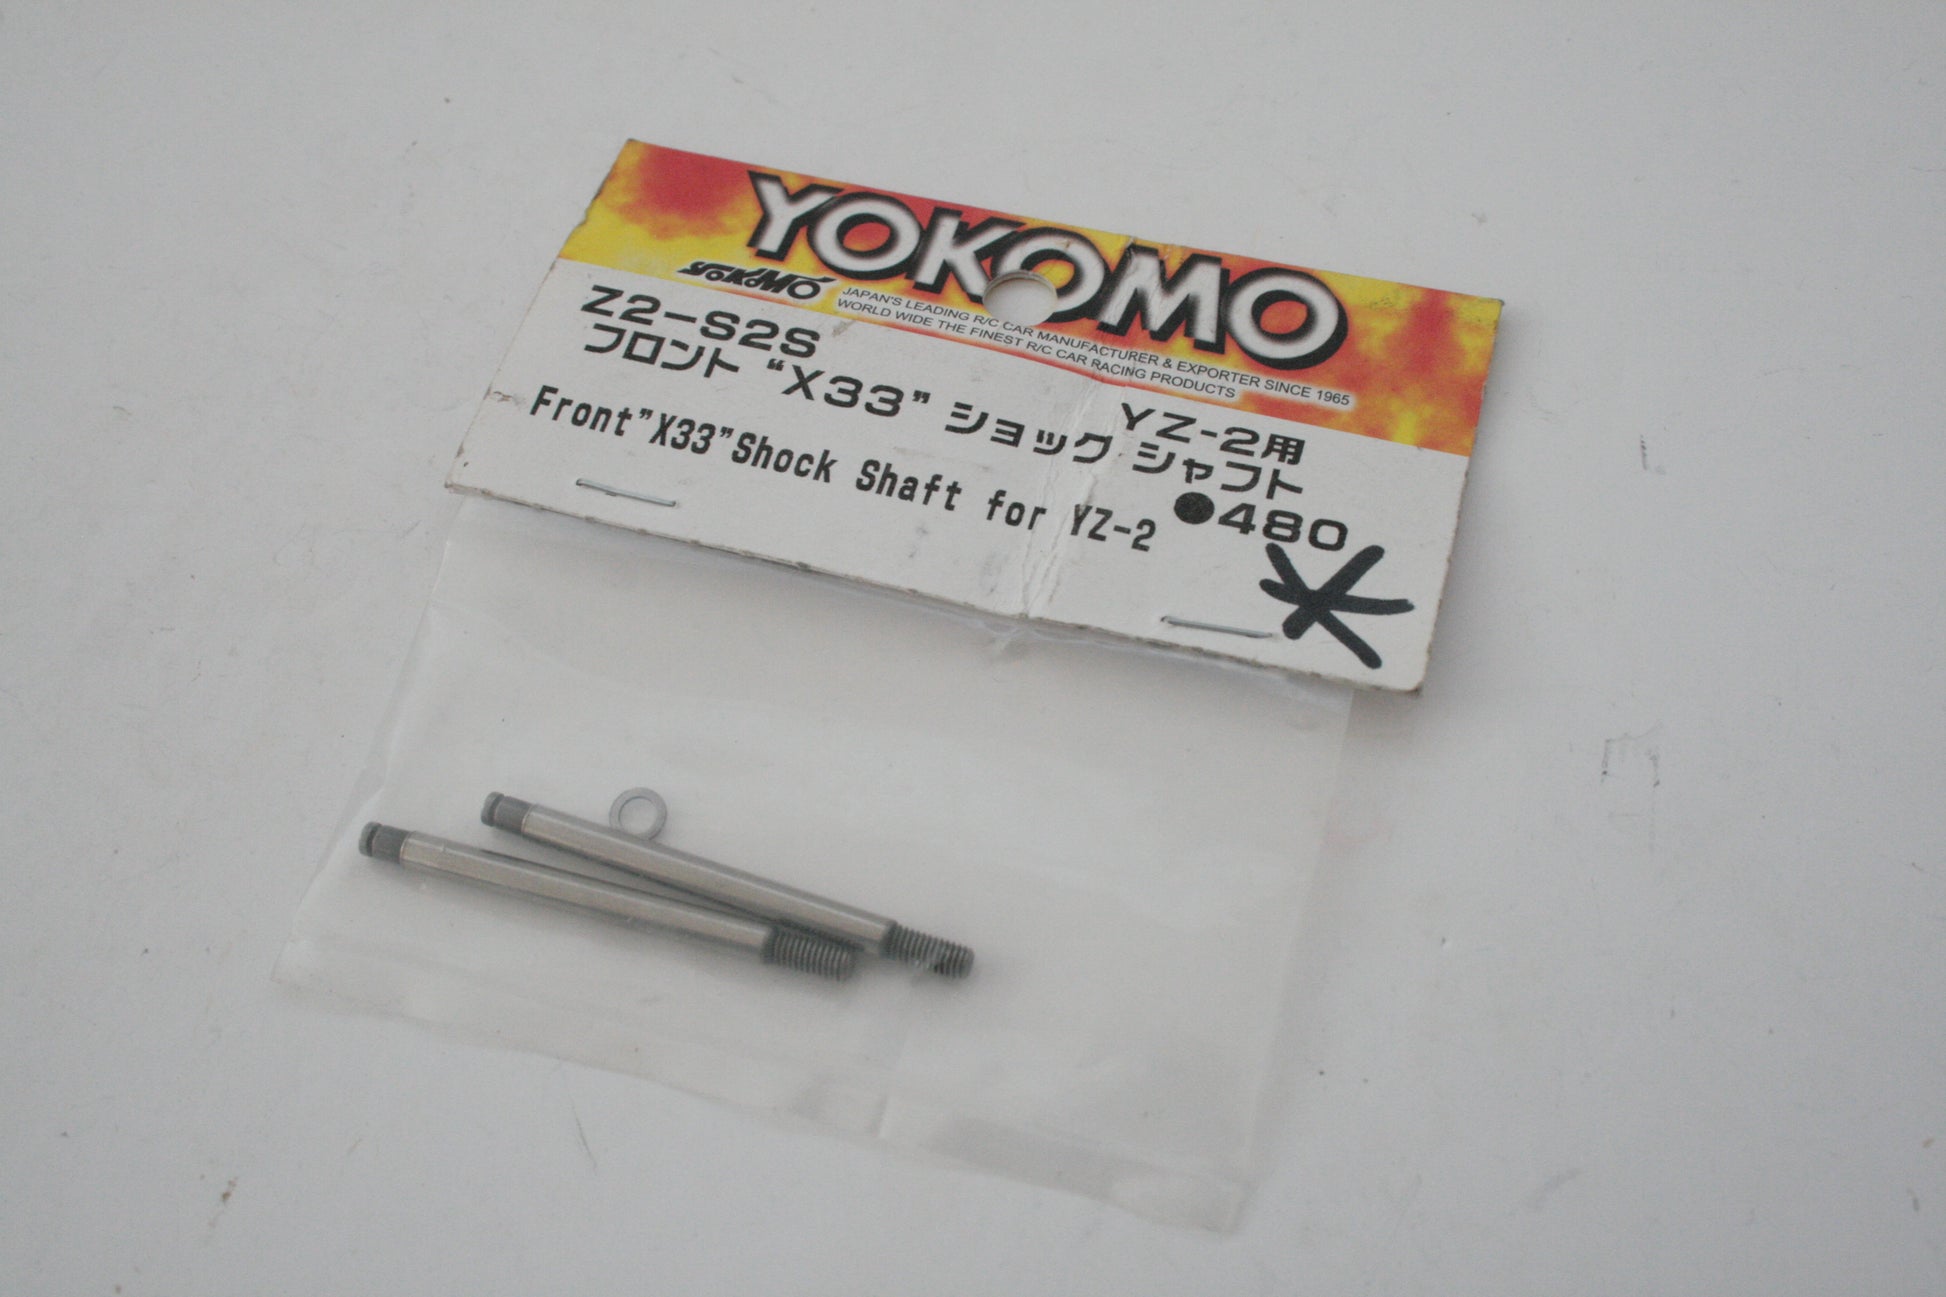 YOKOMO
YOKOMO
JAPAN'S LEADING R/C CAR MANUFACTURER & EXPORTER SINCE 1965
WORLD WIDE THE FINEST R/C CAR RACING PRODUCTS
Z2-S2S
YZ-2用
フロント “X33” ショック シャフト
Front”X33”Shock Shaft for YZ-2
●480